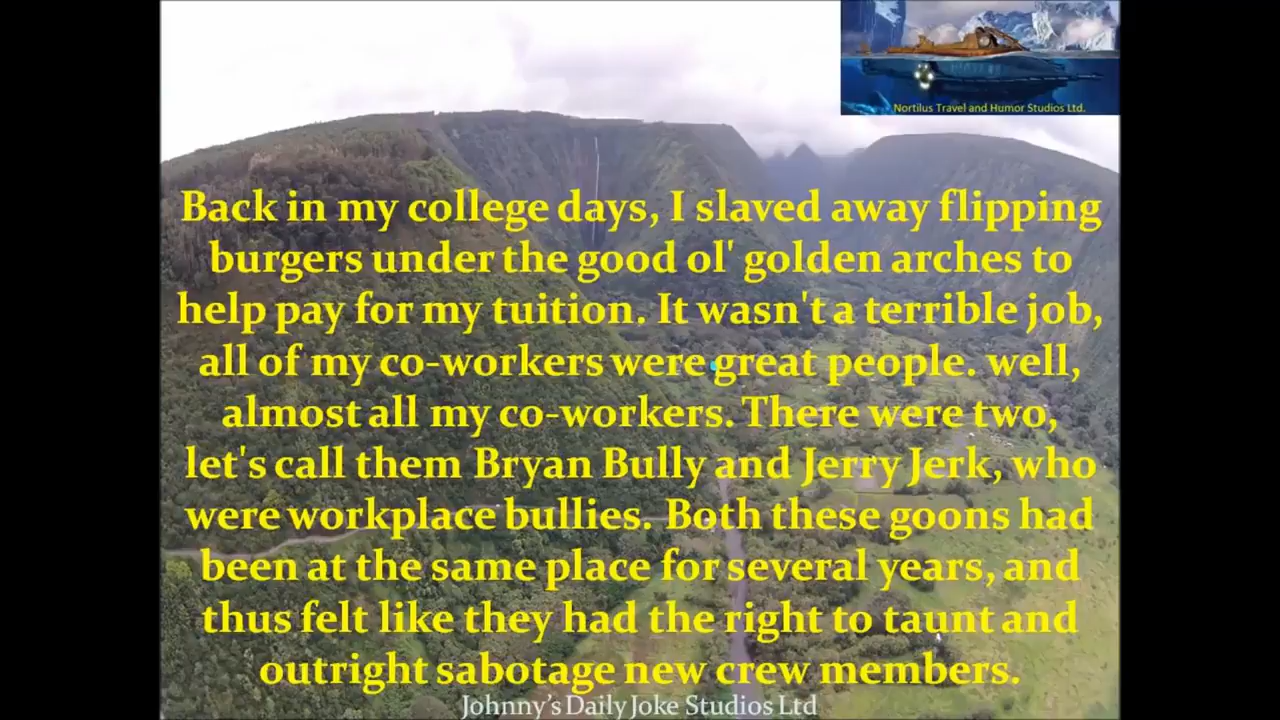 Nortilus Travel and Humor Studios Ltd.
Back in my college days, I slaved away flipping
burgers under the good ol' golden arches to
help pay for my tuition. It wasn't a terrible job,
all of my co-workers were great people. well,
almost all my co-workers. There were two,
let's call them Bryan Bully and Jerry Jerk, who
were workplace bullies. Both these goons had
been at the same place for several years, and
thus felt like they had the right to taunt and
outright sabotage new crew members.
Johnny's Daily Joke Studios Ltd